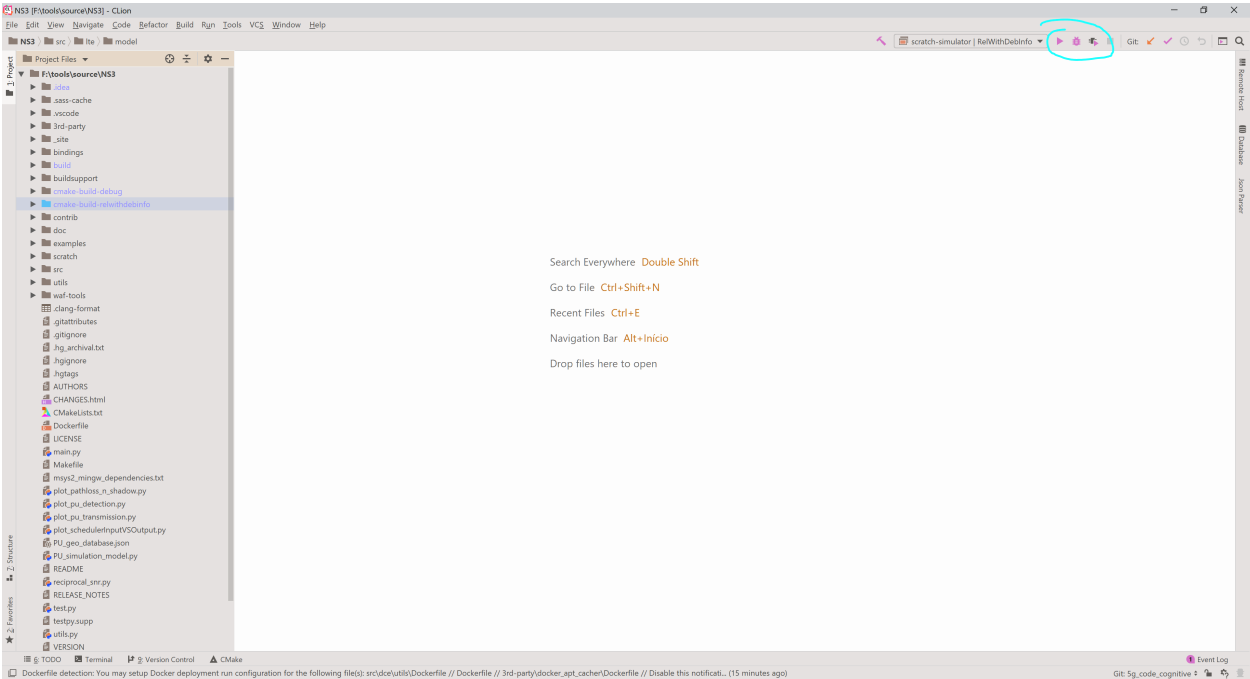 NS3 [F:\tools\source\NS3] - CLion
File Edit View Navigate Code Refactor Build Run Tools VCS Window Help
NS3 src lte model
scratch-simulator | RelWithDebInfo
Git:
1: Project
Project Files
F:\tools\source\NS3
.idea
.sass-cache
.vscode
3rd-party
_site
bindings
build
buildsupport
cmake-build-debug
cmake-build-relwithdebinfo
contrib
doc
examples
scratch
src
utils
waf-tools
.clang-format
.gitattributes
.gitignore
.hg_archival.txt
.hgignore
.hgtags
AUTHORS
CHANGES.html
CMakeLists.txt
Dockerfile
LICENSE
main.py
Makefile
msys2_mingw_dependencies.txt
plot_pathloss_n_shadow.py
plot_pu_detection.py
plot_pu_transmission.py
plot_schedulerInputVSOutput.py
PU_geo_database.json
PU_simulation_model.py
README
reciprocal_snr.py
RELEASE_NOTES
test.py
testpy.supp
utils.py
VERSION
7: Structure
2: Favorites
Search Everywhere Double Shift
Go to File Ctrl+Shift+N
Recent Files Ctrl+E
Navigation Bar Alt+Início
Drop files here to open
Remote Host
Database
Json Parser
6: TODO Terminal 9: Version Control CMake
1 Event Log
Dockerfile detection: You may setup Docker deployment run configuration for the following file(s): src\dce\utils\Dockerfile // Dockerfile // 3rd-party\docker_apt_cacher\Dockerfile // Disable this notificati... (15 minutes ago)
Git: 5g_code_cognitive